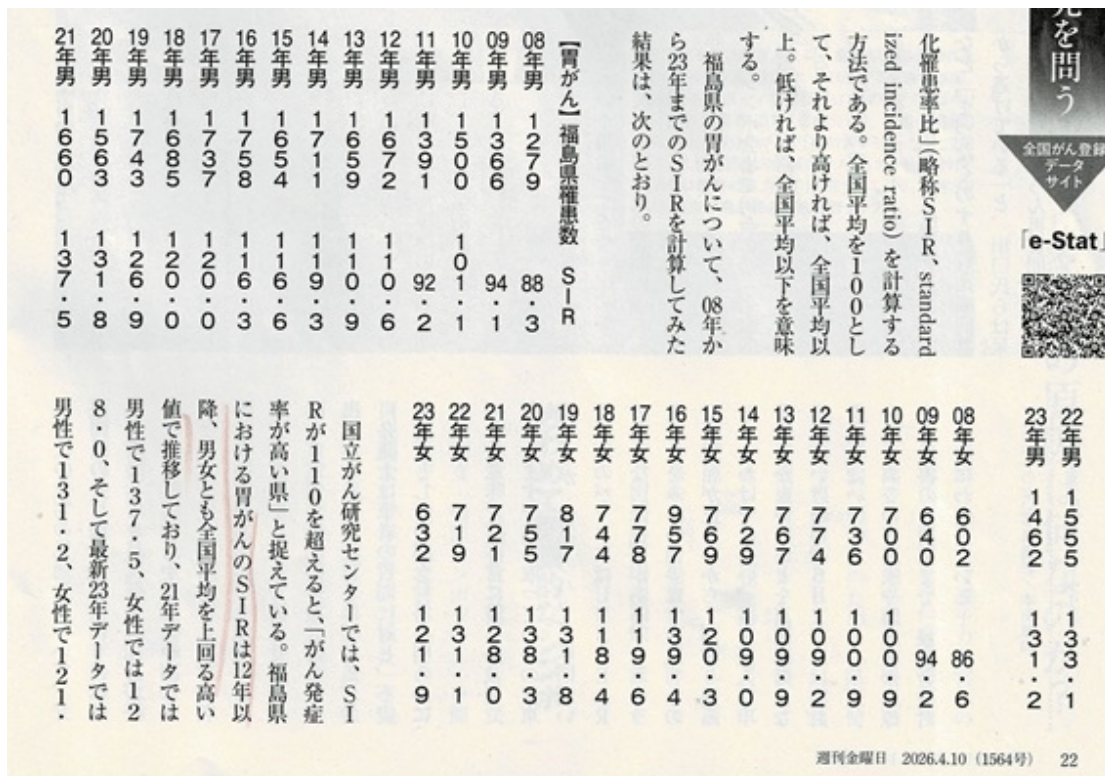 を問う
全国がん登録
データ
サイト
「e-Stat」
化罹患率比」(略称SIR、standard
ized incidence ratio)を計算する
方法である。全国平均を100とし
て、それより高ければ、全国平均以
上。低ければ、全国平均以下を意味
する。
福島県の胃がんについて、08年か
ら23年までのSIRを計算してみた
結果は、次のとおり。
【胃がん】福島県罹患数 SIR
08年男 1279 88・3
09年男 1366 94・1
10年男 1500 101・1
11年男 1391 92・2
12年男 1672 110・6
13年男 1659 110・9
14年男 1711 119・3
15年男 1654 116・6
16年男 1758 116・3
17年男 1737 120・0
18年男 1685 120・0
19年男 1743 126・9
20年男 1563 131・8
21年男 1660 137・5
22年男 1555 133・1
23年男 1462 131・2
08年女 602 86・6
09年女 640 94・2
10年女 700 100・9
11年女 736 100・9
12年女 774 109・2
13年女 767 109・9
14年女 729 109・0
15年女 769 120・3
16年女 957 139・4
17年女 778 119・6
18年女 744 118・4
19年女 817 131・8
20年女 755 138・3
21年女 721 128・0
22年女 719 131・1
23年女 632 121・9
国立がん研究センターでは、SI
Rが110を超えると、「がん発症
率が高い県」と捉えている。福島県
における胃がんのSIRは12年以
降、男女とも全国平均を上回る高い
値で推移しており、21年データでは
男性で137・5、女性では12
8・0。そして最新23年データでは
男性で131・2、女性で121・
週刊金曜日 2026.4.10 (1564号) 22